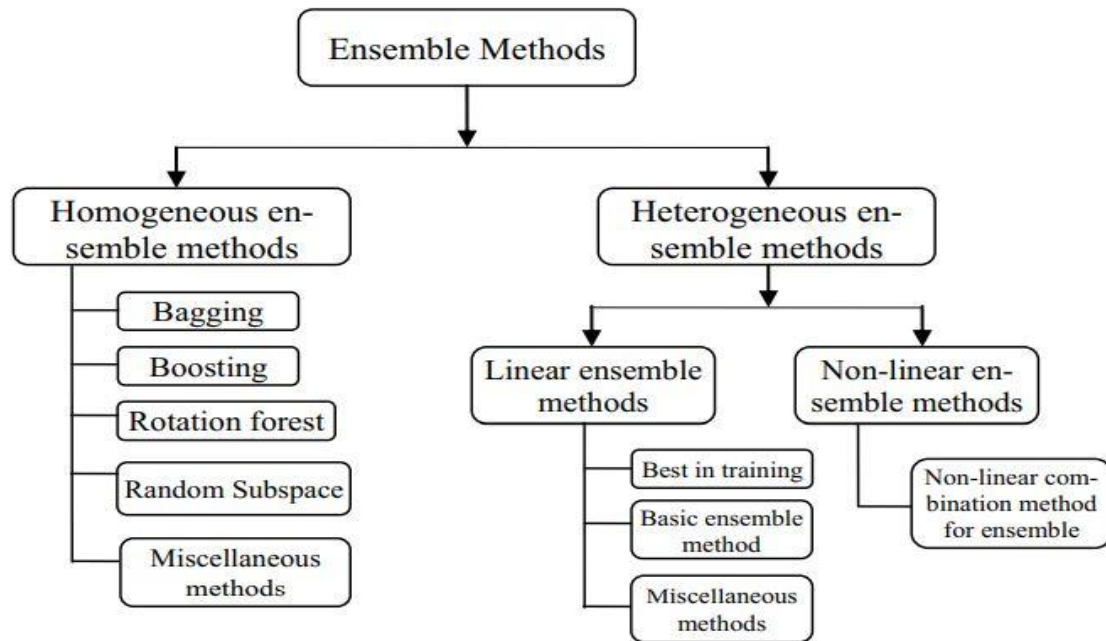 Ensemble Methods
Homogeneous en-
semble methods
Bagging
Boosting
Rotation forest
Random Subspace
Miscellaneous
methods
Heterogeneous en-
semble methods
Linear ensemble
methods
Best in training
Basic ensemble
method
Miscellaneous
methods
Non-linear en-
semble methods
Non-linear com-
bination method
for ensemble